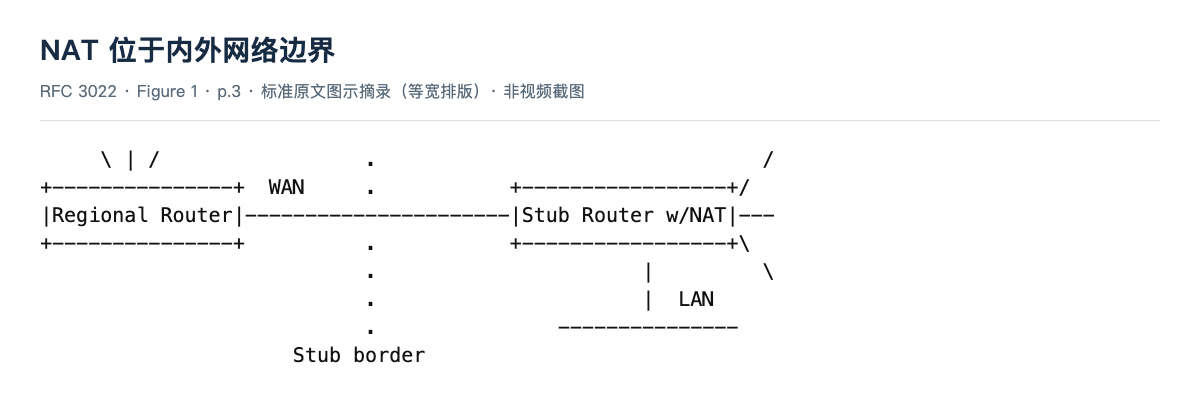 NAT 位于内外网络边界
RFC 3022 · Figure 1 · p.3 · 标准原文图示摘录（等宽排版）· 非视频截图
     \ | /                  .                                 /
+---------------+  WAN     .           +-----------------+/
|Regional Router|----------------------|Stub Router w/NAT|---
+---------------+          .           +-----------------+\
                           .                      |         \
                           .                      |  LAN
                           .               ---------------
                     Stub border